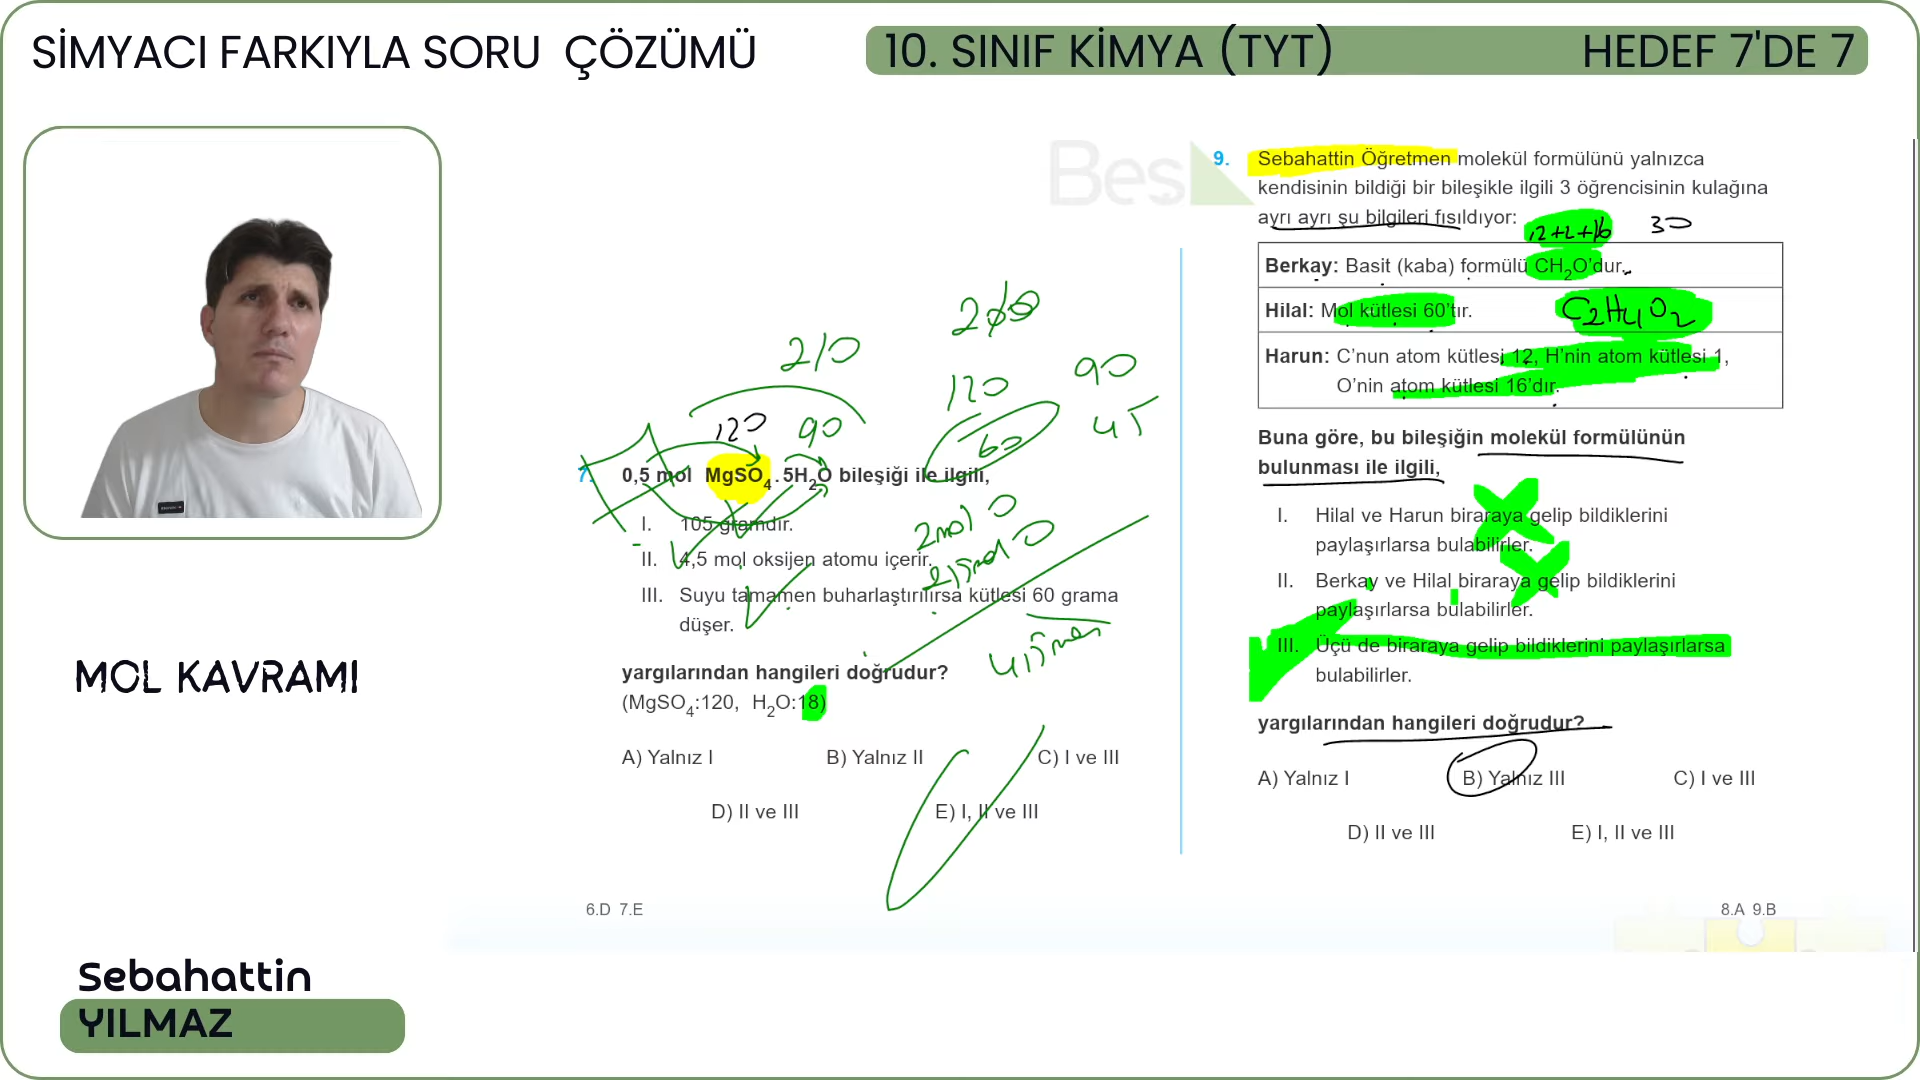 SİMYACI FARKIYLA SORU ÇÖZÜMÜ
10. SINIF KİMYA (TYT)
HEDEF 7'DE 7
MOL KAVRAMI
Sebahattin
YILMAZ
Bes
210
260
120
90
60
45
120
90
7. 0,5 mol MgSO4.5H2O bileşiği ile ilgili,
I. 105 gramdır.
II. 4,5 mol oksijen atomu içerir.
III. Suyu tamamen buharlaştırılırsa kütlesi 60 grama
düşer.
2mol O
2,5mol O
4,5 mol
yargılarından hangileri doğrudur?
(MgSO4:120, H2O:18)
A) Yalnız I
B) Yalnız II
C) I ve III
D) II ve III
E) I, II ve III
6.D 7.E
9. Sebahattin Öğretmen molekül formülünü yalnızca
kendisinin bildiği bir bileşikle ilgili 3 öğrencisinin kulağına
ayrı ayrı şu bilgileri fısıldıyor:
12+2+16
30
Berkay: Basit (kaba) formülü CH2O'dur.
Hilal: Mol kütlesi 60'tır.
C2H4O2
Harun: C'nun atom kütlesi 12, H'nin atom kütlesi 1,
O'nin atom kütlesi 16'dır.
Buna göre, bu bileşiğin molekül formülünün
bulunması ile ilgili,
I. Hilal ve Harun biraraya gelip bildiklerini
paylaşırlarsa bulabilirler.
II. Berkay ve Hilal biraraya gelip bildiklerini
paylaşırlarsa bulabilirler.
III. Üçü de biraraya gelip bildiklerini paylaşırlarsa
bulabilirler.
yargılarından hangileri doğrudur?
A) Yalnız I
B) Yalnız III
C) I ve III
D) II ve III
E) I, II ve III
8.A 9.B